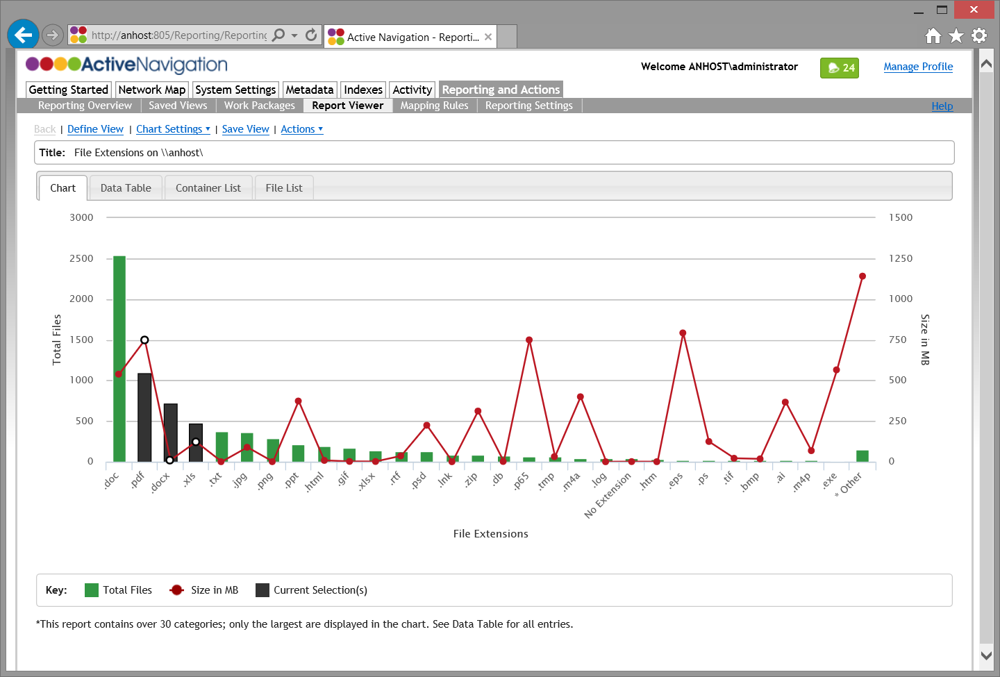 http://anhost:805/Reporting/Reporting
Active Navigation - Reporti...
ActiveNavigation
Welcome ANHOST\administrator
24
Manage Profile
Getting Started
Network Map
System Settings
Metadata
Indexes
Activity
Reporting and Actions
Reporting Overview
Saved Views
Work Packages
Report Viewer
Mapping Rules
Reporting Settings
Help
Back | Define View | Chart Settings | Save View | Actions
Title: File Extensions on \\anhost\
Chart
Data Table
Container List
File List
3000
2500
2000
1500
1000
500
0
Total Files
1500
1250
1000
750
500
250
0
Size in MB
.doc
.pdf
.docx
.xls
.txt
.jpg
.png
.ppt
.html
.gif
.xlsx
.rtf
.psd
.lnk
.zip
.db
.p65
.tmp
.m4a
.log
No Extension
.htm
.eps
.ps
.tif
.bmp
.ai
.m4p
.exe
* Other
File Extensions
Key: Total Files Size in MB Current Selection(s)
*This report contains over 30 categories; only the largest are displayed in the chart. See Data Table for all entries.